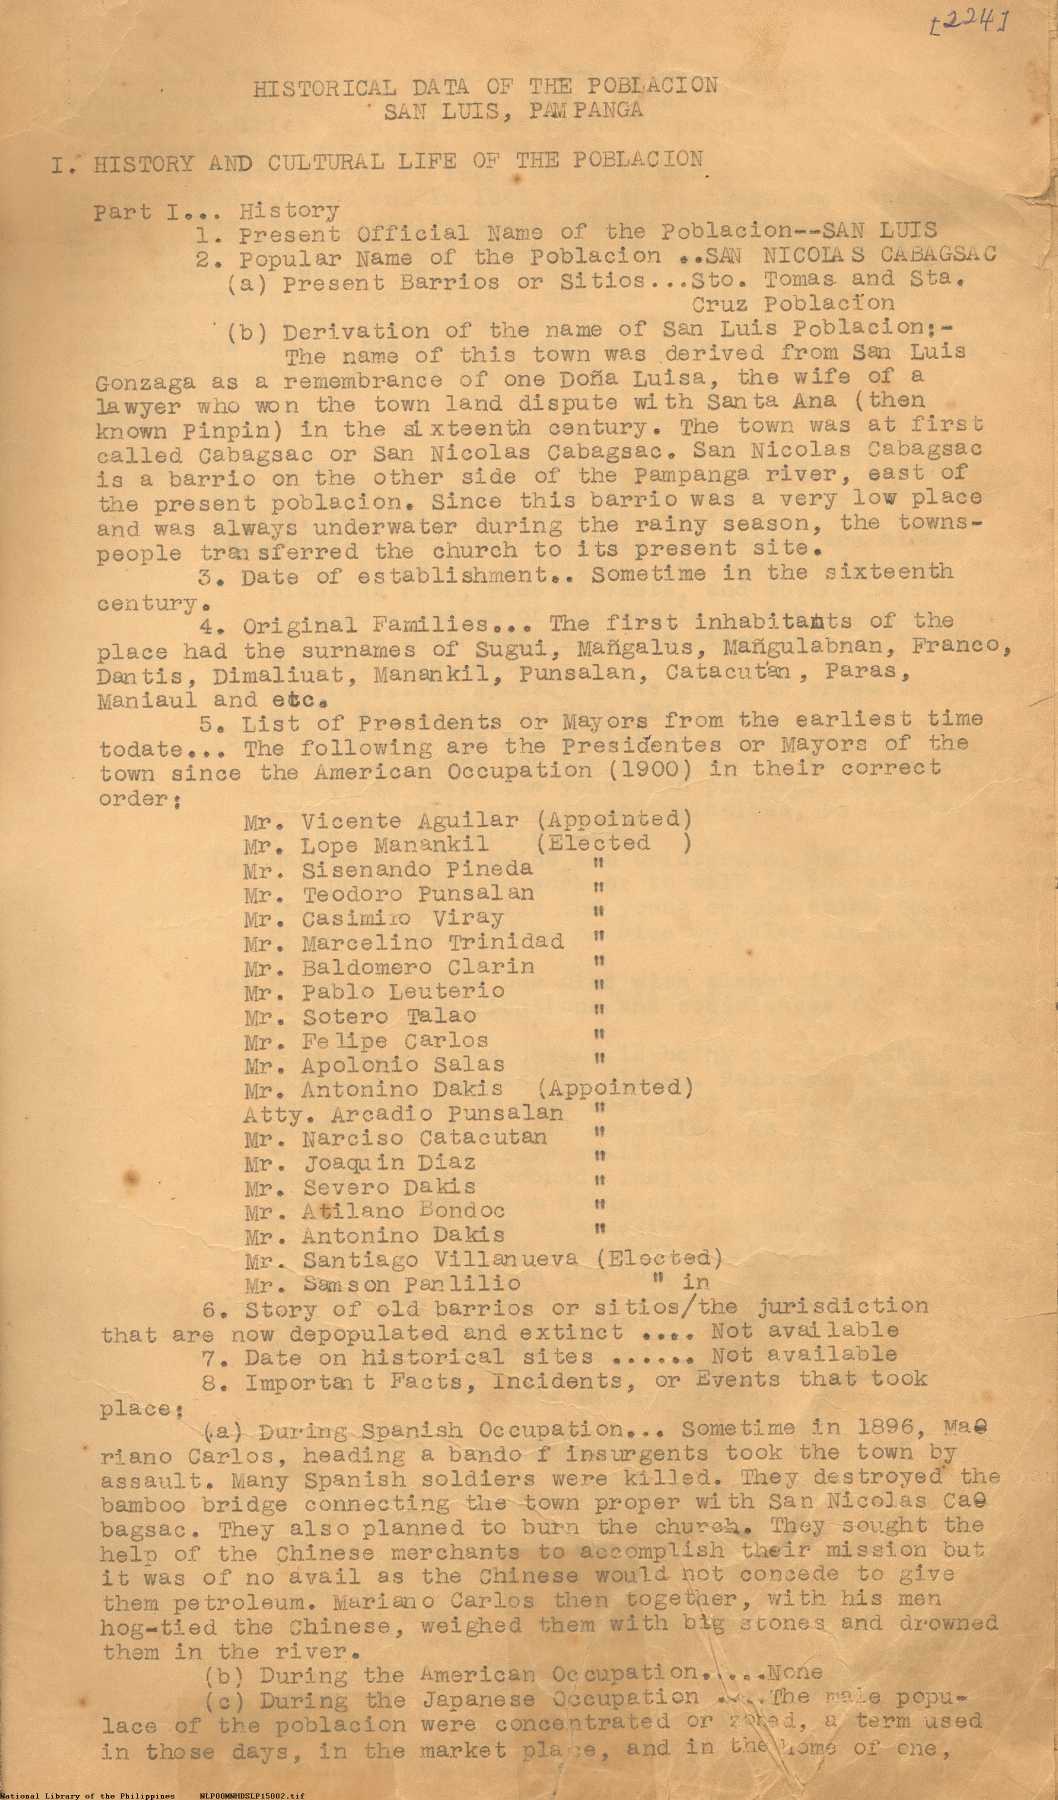 [224]
HISTORICAL DATA OF THE POBLACION
SAN LUIS, PAMPANGA
I. HISTORY AND CULTURAL LIFE OF THE POBLACION
Part I... History
1. Present Official Name of the Poblacion--SAN LUIS
2. Popular Name of the Poblacion ..SAN NICOLAS CABAGSAC
(a) Present Barrios or Sitios...Sto. Tomas and Sta.
Cruz Poblacion
(b) Derivation of the name of San Luis Poblacion:-
The name of this town was derived from San Luis
Gonzaga as a remembrance of one Doña Luisa, the wife of a
lawyer who won the town land dispute with Santa Ana (then
known Pinpin) in the sixteenth century. The town was at first
called Cabagsac or San Nicolas Cabagsac. San Nicolas Cabagsac
is a barrio on the other side of the Pampanga river, east of
the present poblacion. Since this barrio was a very low place
and was always underwater during the rainy season, the towns-
people transferred the church to its present site.
3. Date of establishment.. Sometime in the sixteenth
century.
4. Original Families... The first inhabitants of the
place had the surnames of Sugui, Mañgalus, Mañgulabnan, Franco,
Dantis, Dimaliuat, Manankil, Punsalan, Catacutan, Paras,
Maniaul and etc.
5. List of Presidents or Mayors from the earliest time
todate... The following are the Presidentes or Mayors of the
town since the American Occupation (1900) in their correct
order:
Mr. Vicente Aguilar (Appointed)
Mr. Lope Manankil (Elected )
Mr. Sisenando Pineda "
Mr. Teodoro Punsalan "
Mr. Casimiro Viray "
Mr. Marcelino Trinidad "
Mr. Baldomero Clarin "
Mr. Pablo Leuterio "
Mr. Sotero Talao "
Mr. Felipe Carlos "
Mr. Apolonio Salas "
Mr. Antonino Dakis (Appointed)
Atty. Arcadio Punsalan "
Mr. Narciso Catacutan "
Mr. Joaquin Diaz "
Mr. Severo Dakis "
Mr. Atilano Bondoc "
Mr. Antonino Dakis "
Mr. Santiago Villanueva (Elected)
Mr. Samson Panlilio " in
6. Story of old barrios or sitios/the jurisdiction
that are now depopulated and extinct .... Not available
7. Date on historical sites ...... Not available
8. Important Facts, Incidents, or Events that took
place:
(a) During Spanish Occupation... Sometime in 1896, Ma-
riano Carlos, heading a bando f insurgents took the town by
assault. Many Spanish soldiers were killed. They destroyed the
bamboo bridge connecting the town proper with San Nicolas Ca-
bagsac. They also planned to burn the church. They sought the
help of the Chinese merchants to accomplish their mission but
it was of no avail as the Chinese would not concede to give
them petroleum. Mariano Carlos then together, with his men
hog-tied the Chinese, weighed them with big stones and drowned
them in the river.
(b) During the American Occupation.....None
(c) During the Japanese Occupation ....The male popu-
lace of the poblacion were concentrated or zoned, a term used
in those days, in the market place, and in the home of one,
National Library of the Philippines NLP00MNHDSLP15002.tif